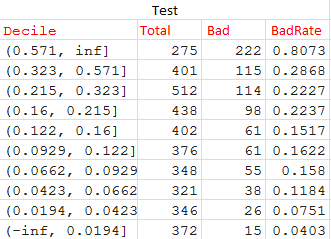 Test
Decile Total Bad BadRate
(0.571, inf] 275 222 0.8073
(0.323, 0.571] 401 115 0.2868
(0.215, 0.323] 512 114 0.2227
(0.16, 0.215] 438 98 0.2237
(0.122, 0.16] 402 61 0.1517
(0.0929, 0.122] 376 61 0.1622
(0.0662, 0.0929 348 55 0.158
(0.0423, 0.0662 321 38 0.1184
(0.0194, 0.0423 346 26 0.0751
(-inf, 0.0194] 372 15 0.0403